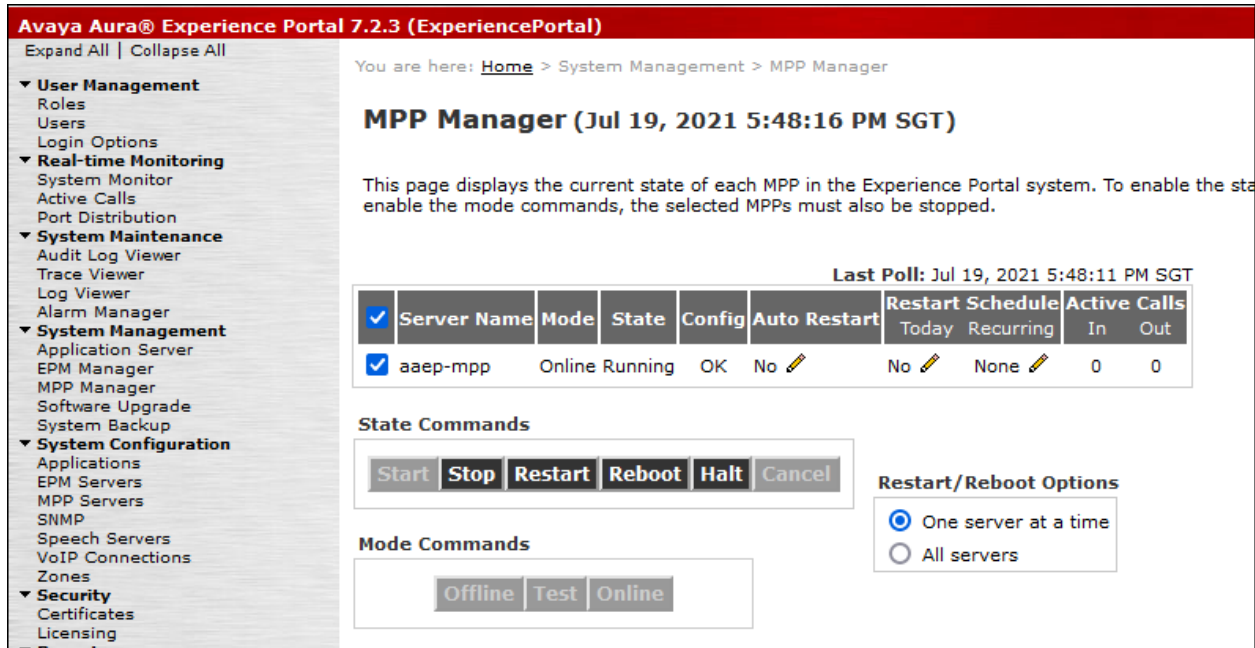 Avaya Aura® Experience Portal 7.2.3 (ExperiencePortal)
Expand All | Collapse All
▼ User Management
Roles
Users
Login Options
▼ Real-time Monitoring
System Monitor
Active Calls
Port Distribution
▼ System Maintenance
Audit Log Viewer
Trace Viewer
Log Viewer
Alarm Manager
▼ System Management
Application Server
EPM Manager
MPP Manager
Software Upgrade
System Backup
▼ System Configuration
Applications
EPM Servers
MPP Servers
SNMP
Speech Servers
VoIP Connections
Zones
▼ Security
Certificates
Licensing
You are here: Home > System Management > MPP Manager
MPP Manager (Jul 19, 2021 5:48:16 PM SGT)
This page displays the current state of each MPP in the Experience Portal system. To enable the sta
enable the mode commands, the selected MPPs must also be stopped.
Last Poll: Jul 19, 2021 5:48:11 PM SGT
Server Name Mode State Config Auto Restart Restart Schedule Active Calls
Today Recurring In Out
aaep-mpp Online Running OK No No None 0 0
State Commands
Start Stop Restart Reboot Halt Cancel
Restart/Reboot Options
One server at a time
All servers
Mode Commands
Offline Test Online